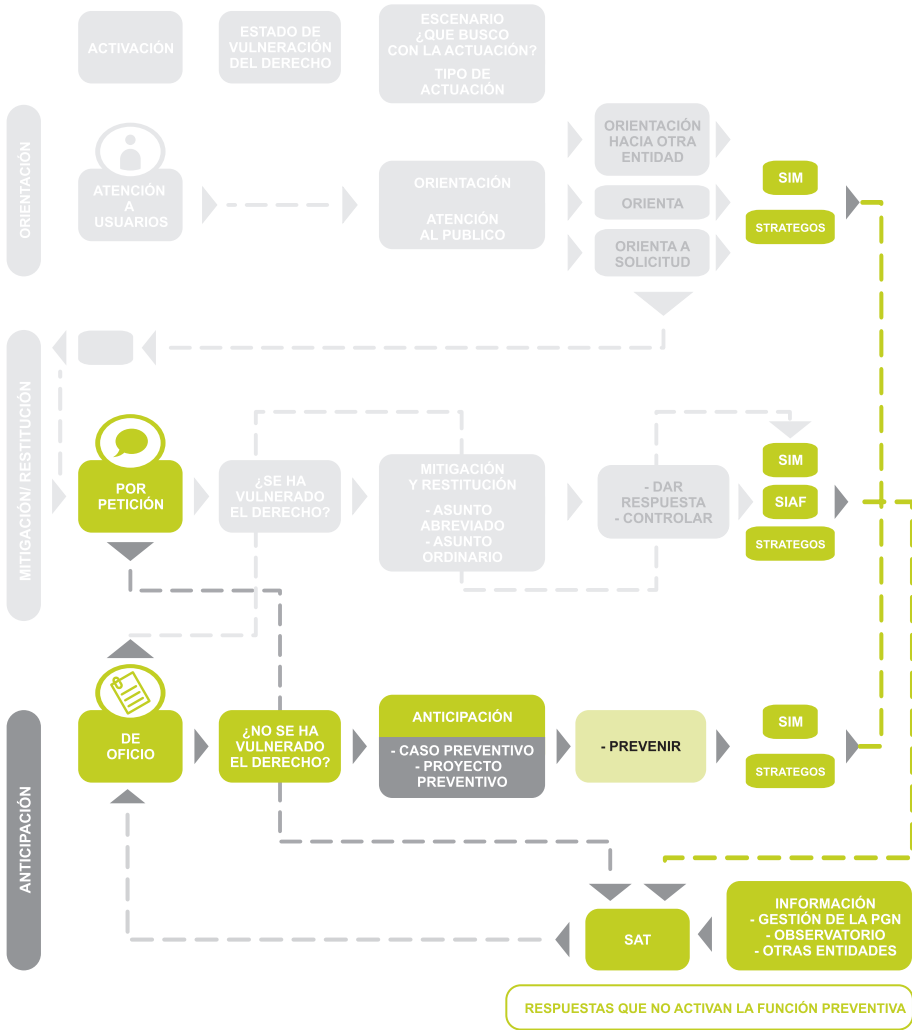 ACTIVACIÓN
ESTADO DE
VULNERACIÓN
DEL DERECHO
ESCENARIO
¿QUE BUSCO
CON LA ACTUACIÓN?
TIPO DE
ACTUACIÓN
ORIENTACIÓN
ATENCIÓN
A
USUARIOS
ORIENTACIÓN
ATENCIÓN
AL PUBLICO
ORIENTACIÓN
HACIA OTRA
ENTIDAD
ORIENTA
ORIENTA A
SOLICITUD
SIM
STRATEGOS
MITIGACIÓN/ RESTITUCIÓN
POR
PETICIÓN
¿SE HA
VULNERADO
EL DERECHO?
MITIGACIÓN
Y RESTITUCIÓN
- ASUNTO
ABREVIADO
- ASUNTO
ORDINARIO
- DAR
RESPUESTA
- CONTROLAR
SIM
SIAF
STRATEGOS
ANTICIPACIÓN
DE
OFICIO
¿NO SE HA
VULNERADO
EL DERECHO?
ANTICIPACIÓN
- CASO PREVENTIVO
- PROYECTO
PREVENTIVO
- PREVENIR
SIM
STRATEGOS
SAT
INFORMACIÓN
- GESTIÓN DE LA PGN
- OBSERVATORIO
- OTRAS ENTIDADES
RESPUESTAS QUE NO ACTIVAN LA FUNCIÓN PREVENTIVA